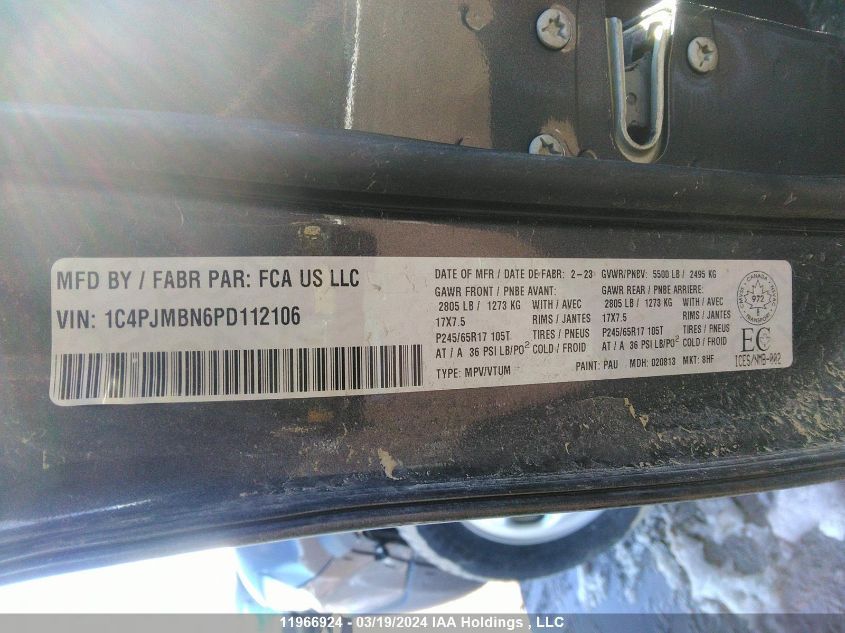 MFD BY / FABR PAR: FCA US LLC
VIN: 1C4PJMBN6PD112106
DATE OF MFR / DATE DE FABR: 2-23 GVWR/PNBV: 5500 LB / 2495 KG
GAWR FRONT / PNBE AVANT: GAWR REAR / PNBE ARRIERE:
2805 LB / 1273 KG WITH / AVEC 2805 LB / 1273 KG WITH / AVEC
17X7.5 RIMS / JANTES 17X7.5 RIMS / JANTES
P245/65R17 105T TIRES / PNEUS P245/65R17 105T TIRES / PNEUS
AT / A 36 PSI LB/PO² COLD / FROID AT / A 36 PSI LB/PO² COLD / FROID
TYPE: MPV/VTUM PAINT: PAU MDH: 020813 MKT: 8HF
CANADA
972
TRANSPORT
EC
ICES/NMB-002
11966924 - 03/19/2024 IAA Holdings , LLC